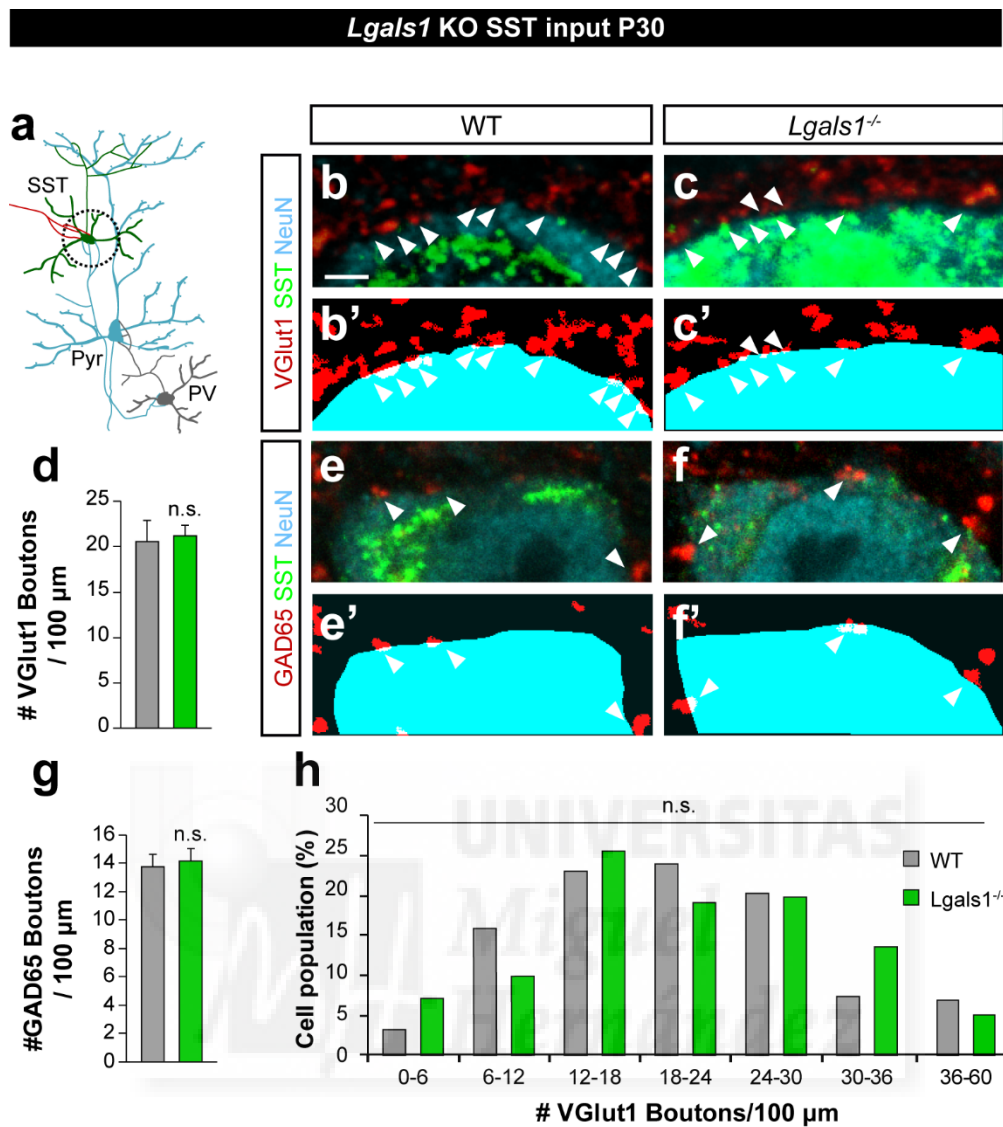 Lgals1 KO SST input P30
a
SST
Pyr
PV
WT
Lgals1-/-
VGlut1 SST NeuN
b
c
b’
c’
d
25
20
15
10
5
0
n.s.
# VGlut1 Boutons
/ 100 µm
GAD65 SST NeuN
e
f
e’
f’
g
16
14
12
10
8
6
4
2
0
n.s.
#GAD65 Boutons
/ 100 µm
h
30
25
20
15
10
5
0
n.s.
WT
Lgals1-/-
Cell population (%)
0-6
6-12
12-18
18-24
24-30
30-36
36-60
# VGlut1 Boutons/100 µm
UNIVERSITAS
Miguel
Hernández